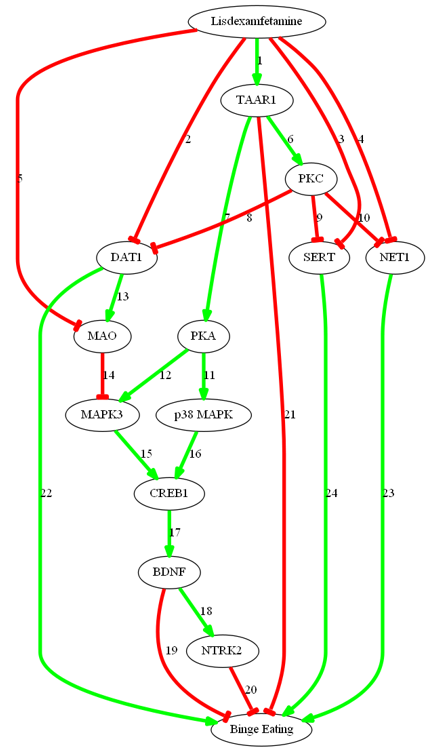 Lisdexamfetamine
1
TAAR1
2
3
4
6
5
PKC
7
8
9
10
DAT1
SERT
NET1
13
MAO
PKA
14
12
11
MAPK3
p38 MAPK
21
15
16
22
CREB1
24
23
17
BDNF
18
19
NTRK2
20
Binge Eating